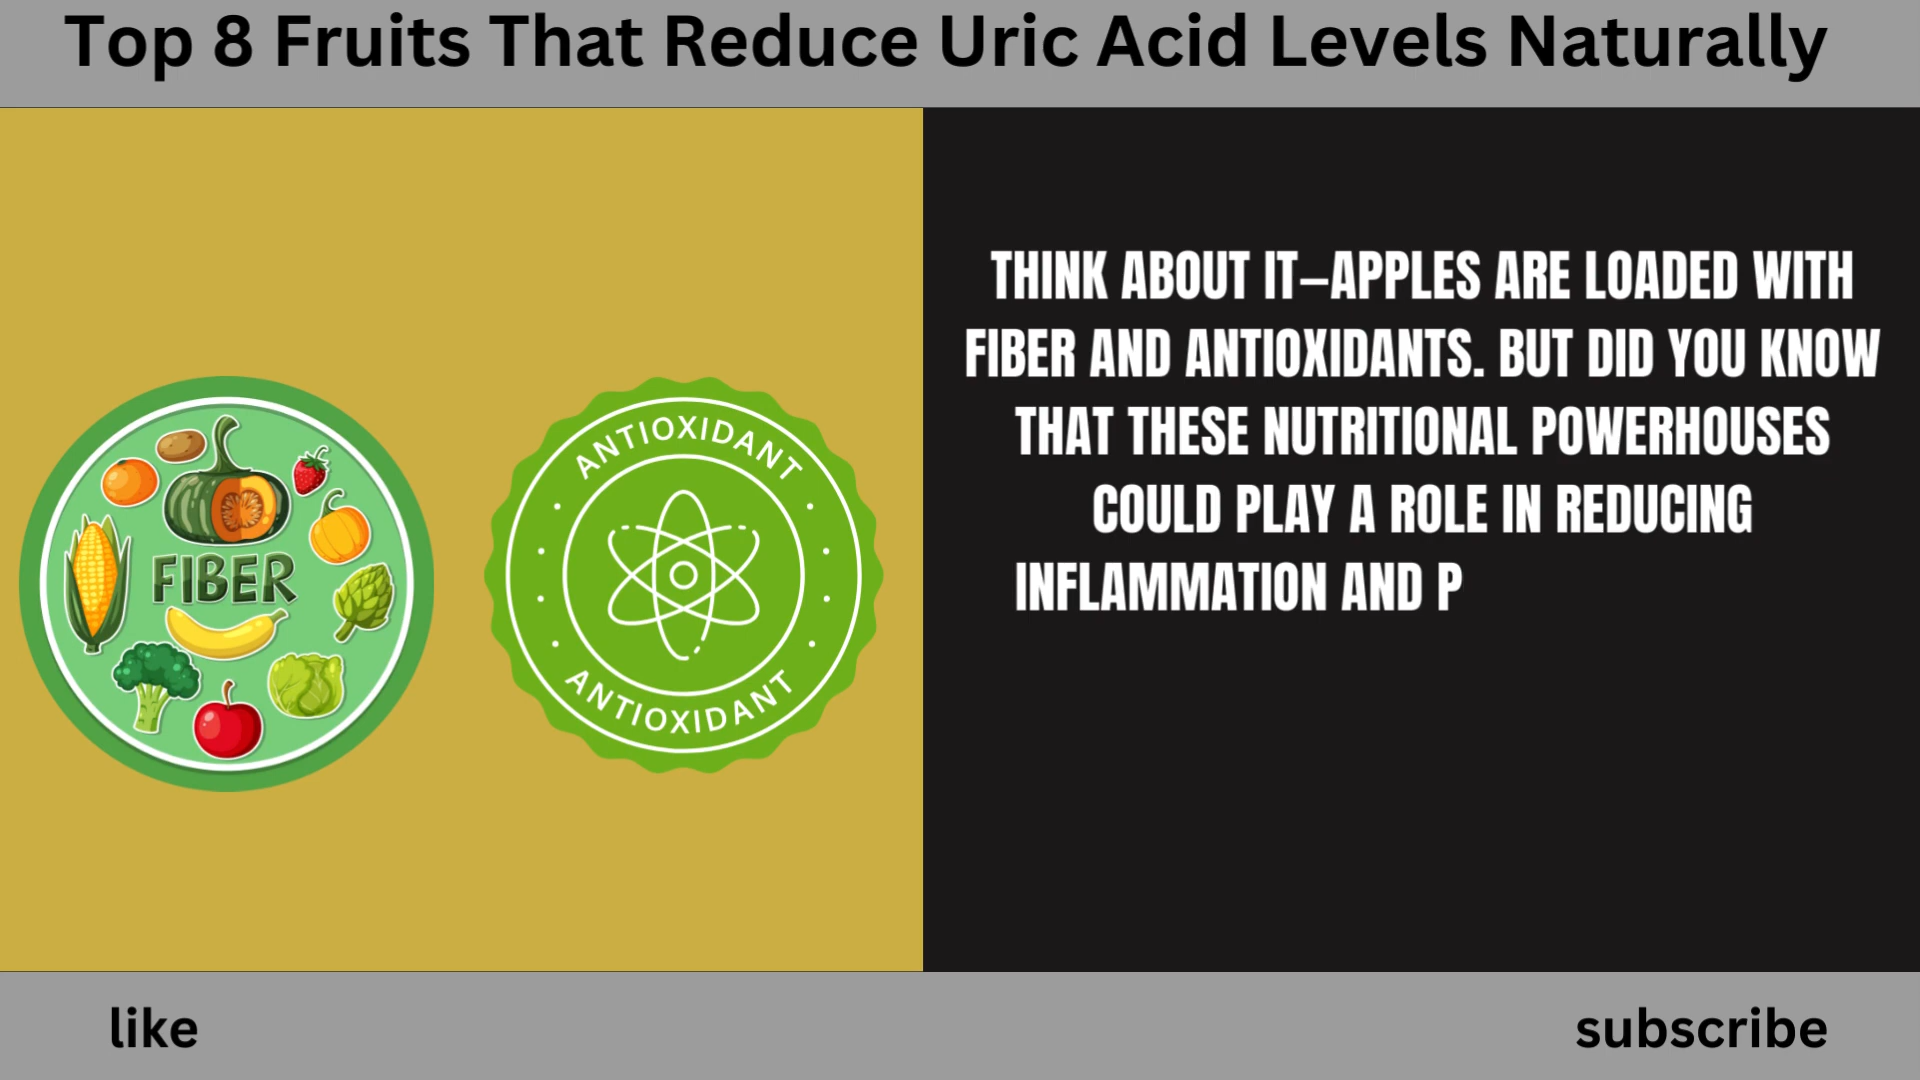 Top 8 Fruits That Reduce Uric Acid Levels Naturally
FIBER
ANTIOXIDANT
ANTIOXIDANT
THINK ABOUT IT—APPLES ARE LOADED WITH
FIBER AND ANTIOXIDANTS. BUT DID YOU KNOW
THAT THESE NUTRITIONAL POWERHOUSES
COULD PLAY A ROLE IN REDUCING
INFLAMMATION AND P
like
subscribe